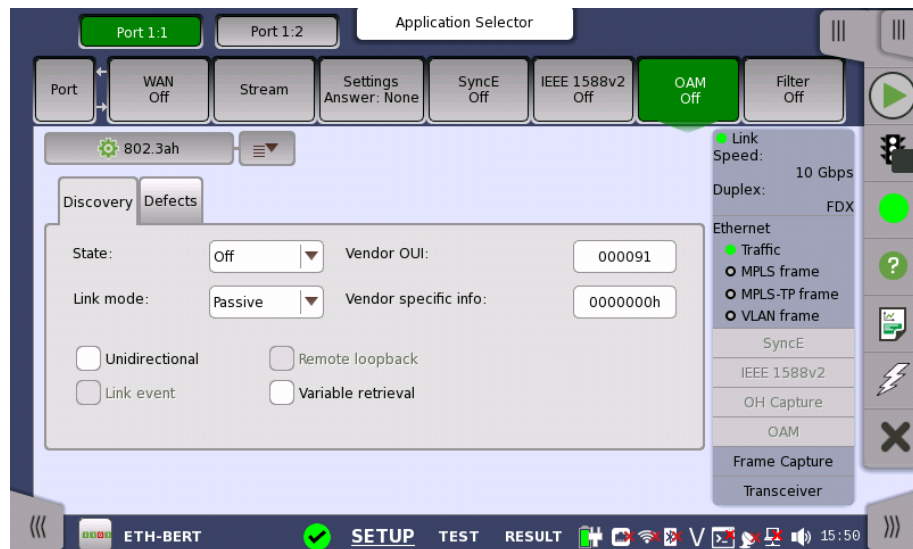 Application Selector
Port 1:1
Port 1:2
Port
WAN
Off
Stream
Settings
Answer: None
SyncE
Off
IEEE 1588v2
Off
OAM
Off
Filter
Off
802.3ah
Discovery
Defects
State:
Off
Vendor OUI:
000091
Link mode:
Passive
Vendor specific info:
0000000h
Unidirectional
Remote loopback
Link event
Variable retrieval
Link
Speed:
10 Gbps
Duplex:
FDX
Ethernet
Traffic
MPLS frame
MPLS-TP frame
VLAN frame
SyncE
IEEE 1588v2
OH Capture
OAM
Frame Capture
Transceiver
ETH-BERT
SETUP
TEST
RESULT
V
15:50